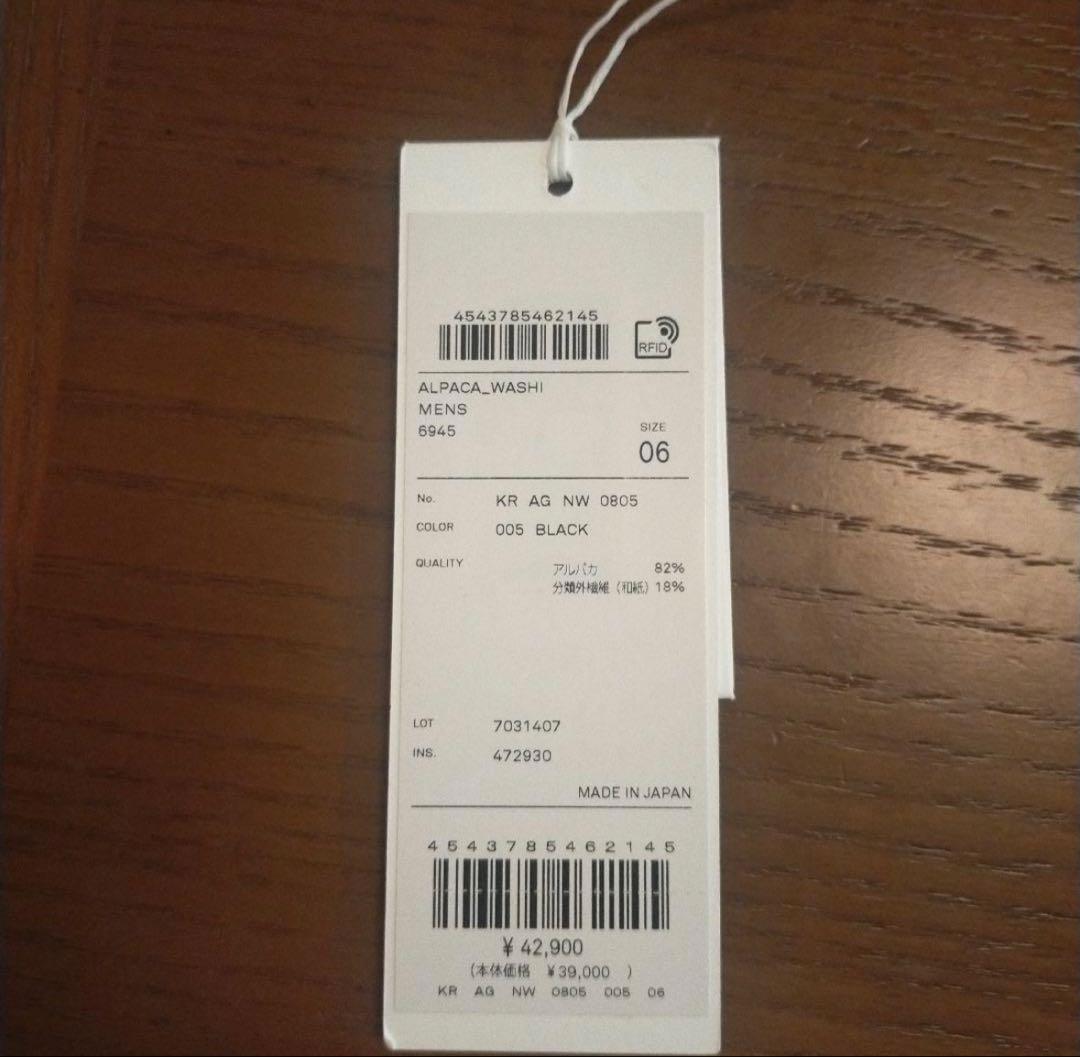 4543785462145
RFID
ALPACA_WASHI
MENS
6945
SIZE
06
No. KR AG NW 0805
COLOR 005 BLACK
QUALITY
アルパカ 82%
分類外繊維（和紙）18%
LOT 7031407
INS. 472930
MADE IN JAPAN
4543785462145
¥ 42,900
(本体価格 ¥39,000 )
KR AG NW 0805 005 06